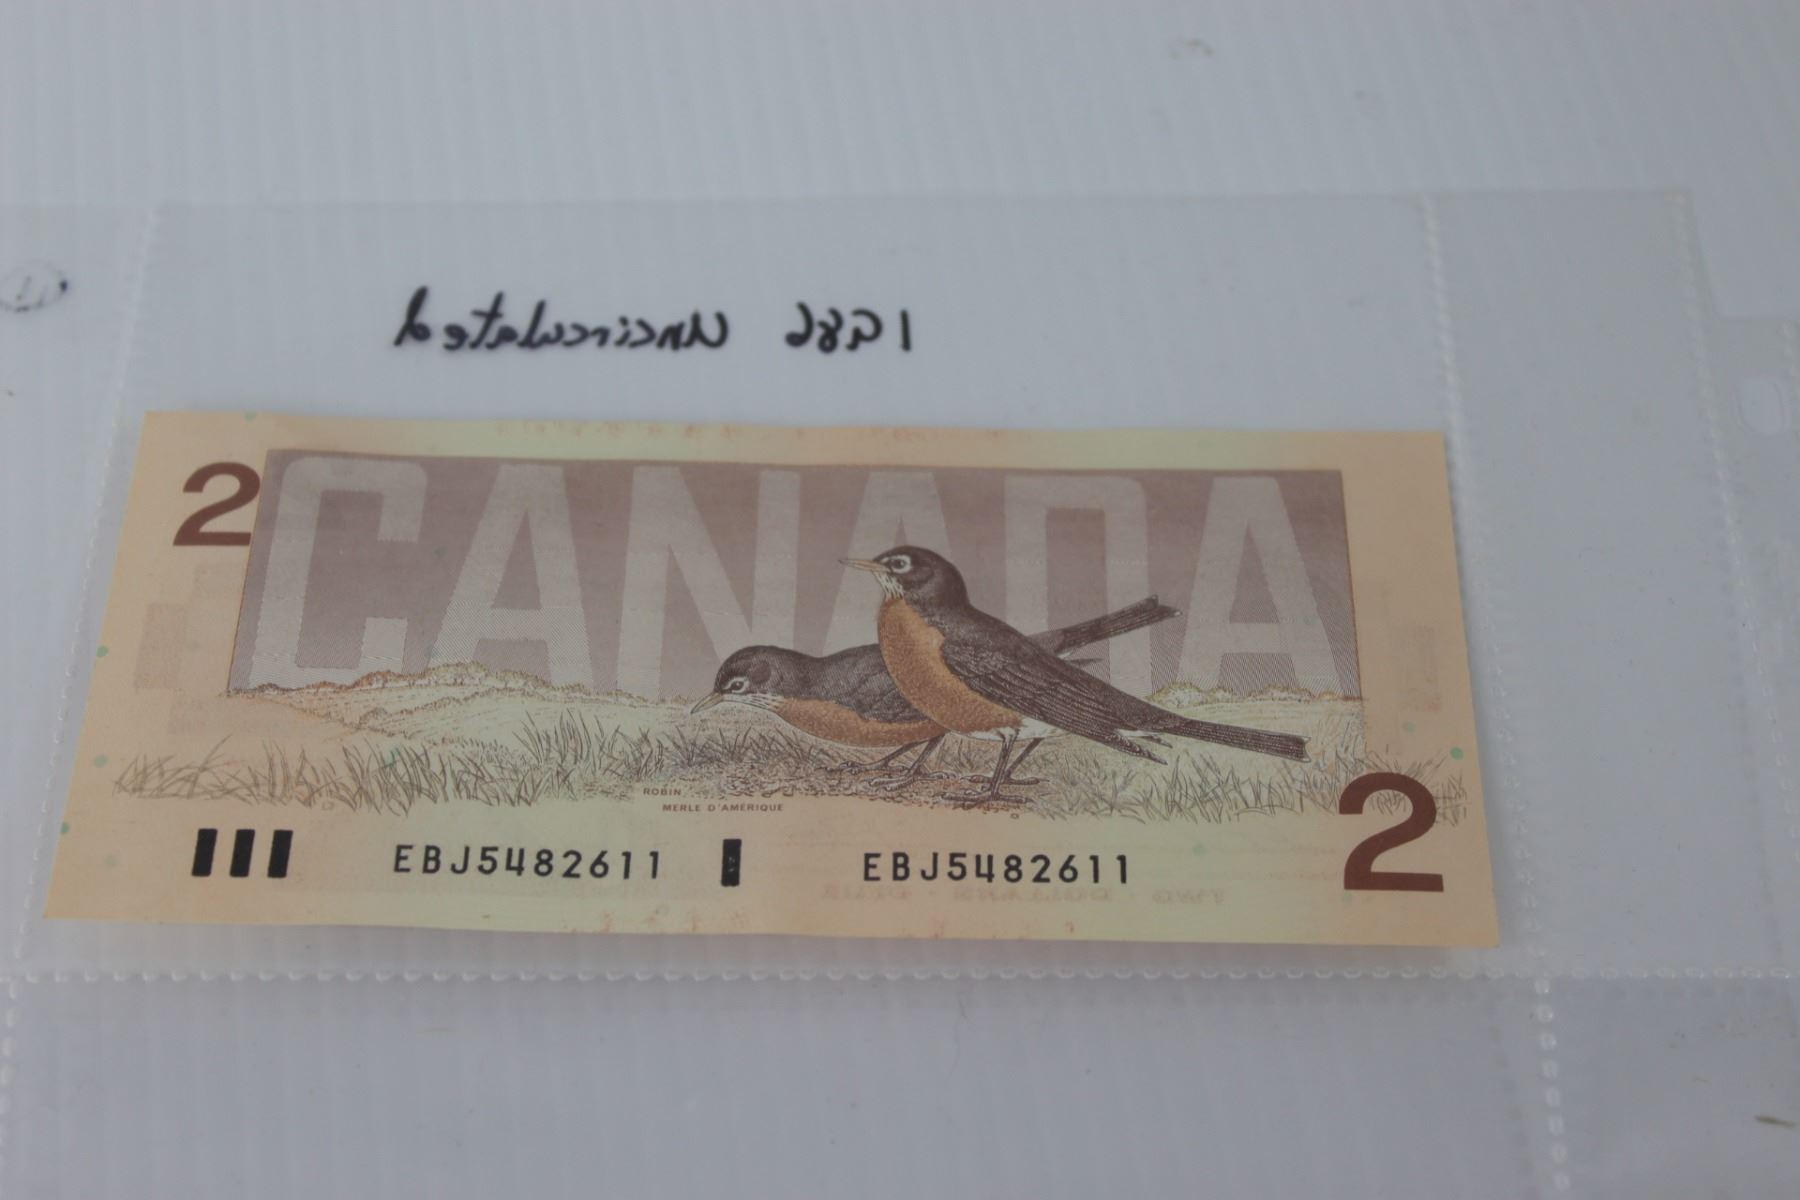 1986 Uncirculated
2
CANADA
ROBIN
MERLE D'AMÉRIQUE
2
EBJ5482611 EBJ5482611